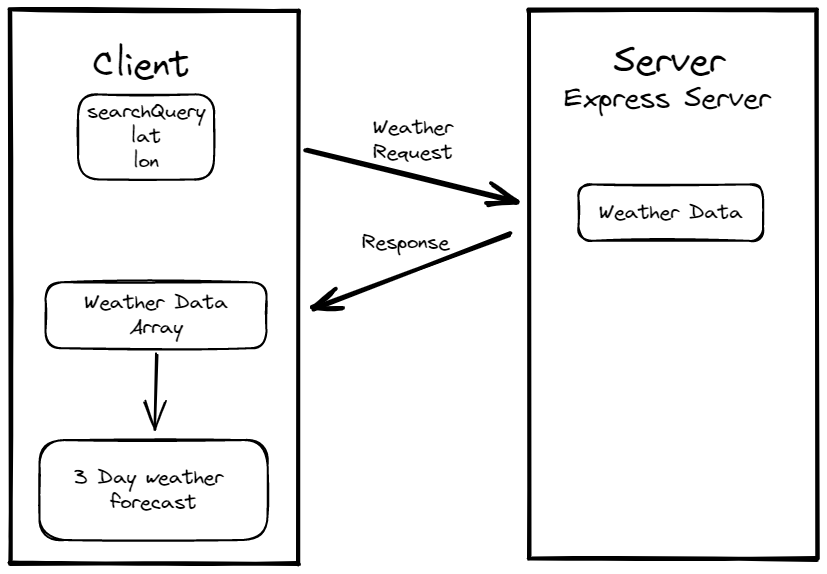 Client
searchQuery
lat
lon
Weather
Request
Response
Weather Data
Array
3 Day weather
forecast
Server
Express Server
Weather Data